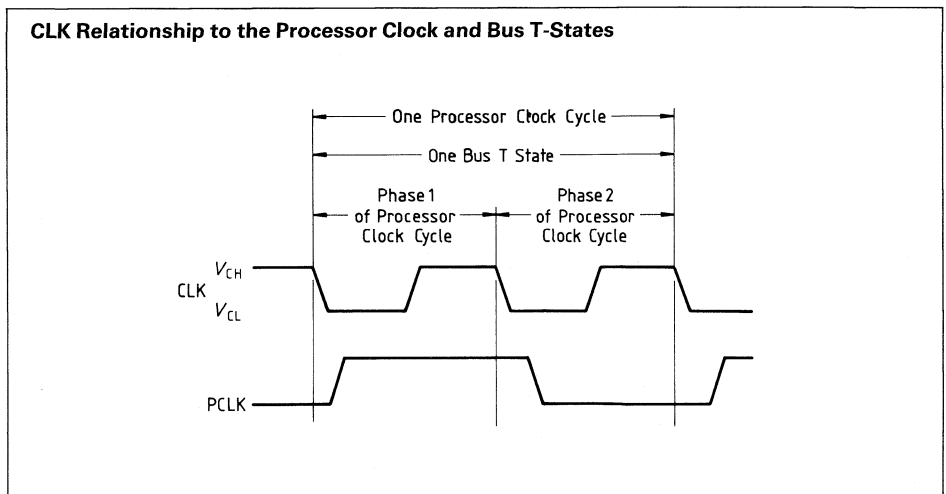 CLK Relationship to the Processor Clock and Bus T-States
One Processor Clock Cycle
One Bus T State
Phase 1
of Processor
Clock Cycle
Phase 2
of Processor
Clock Cycle
VCH
CLK
VCL
PCLK